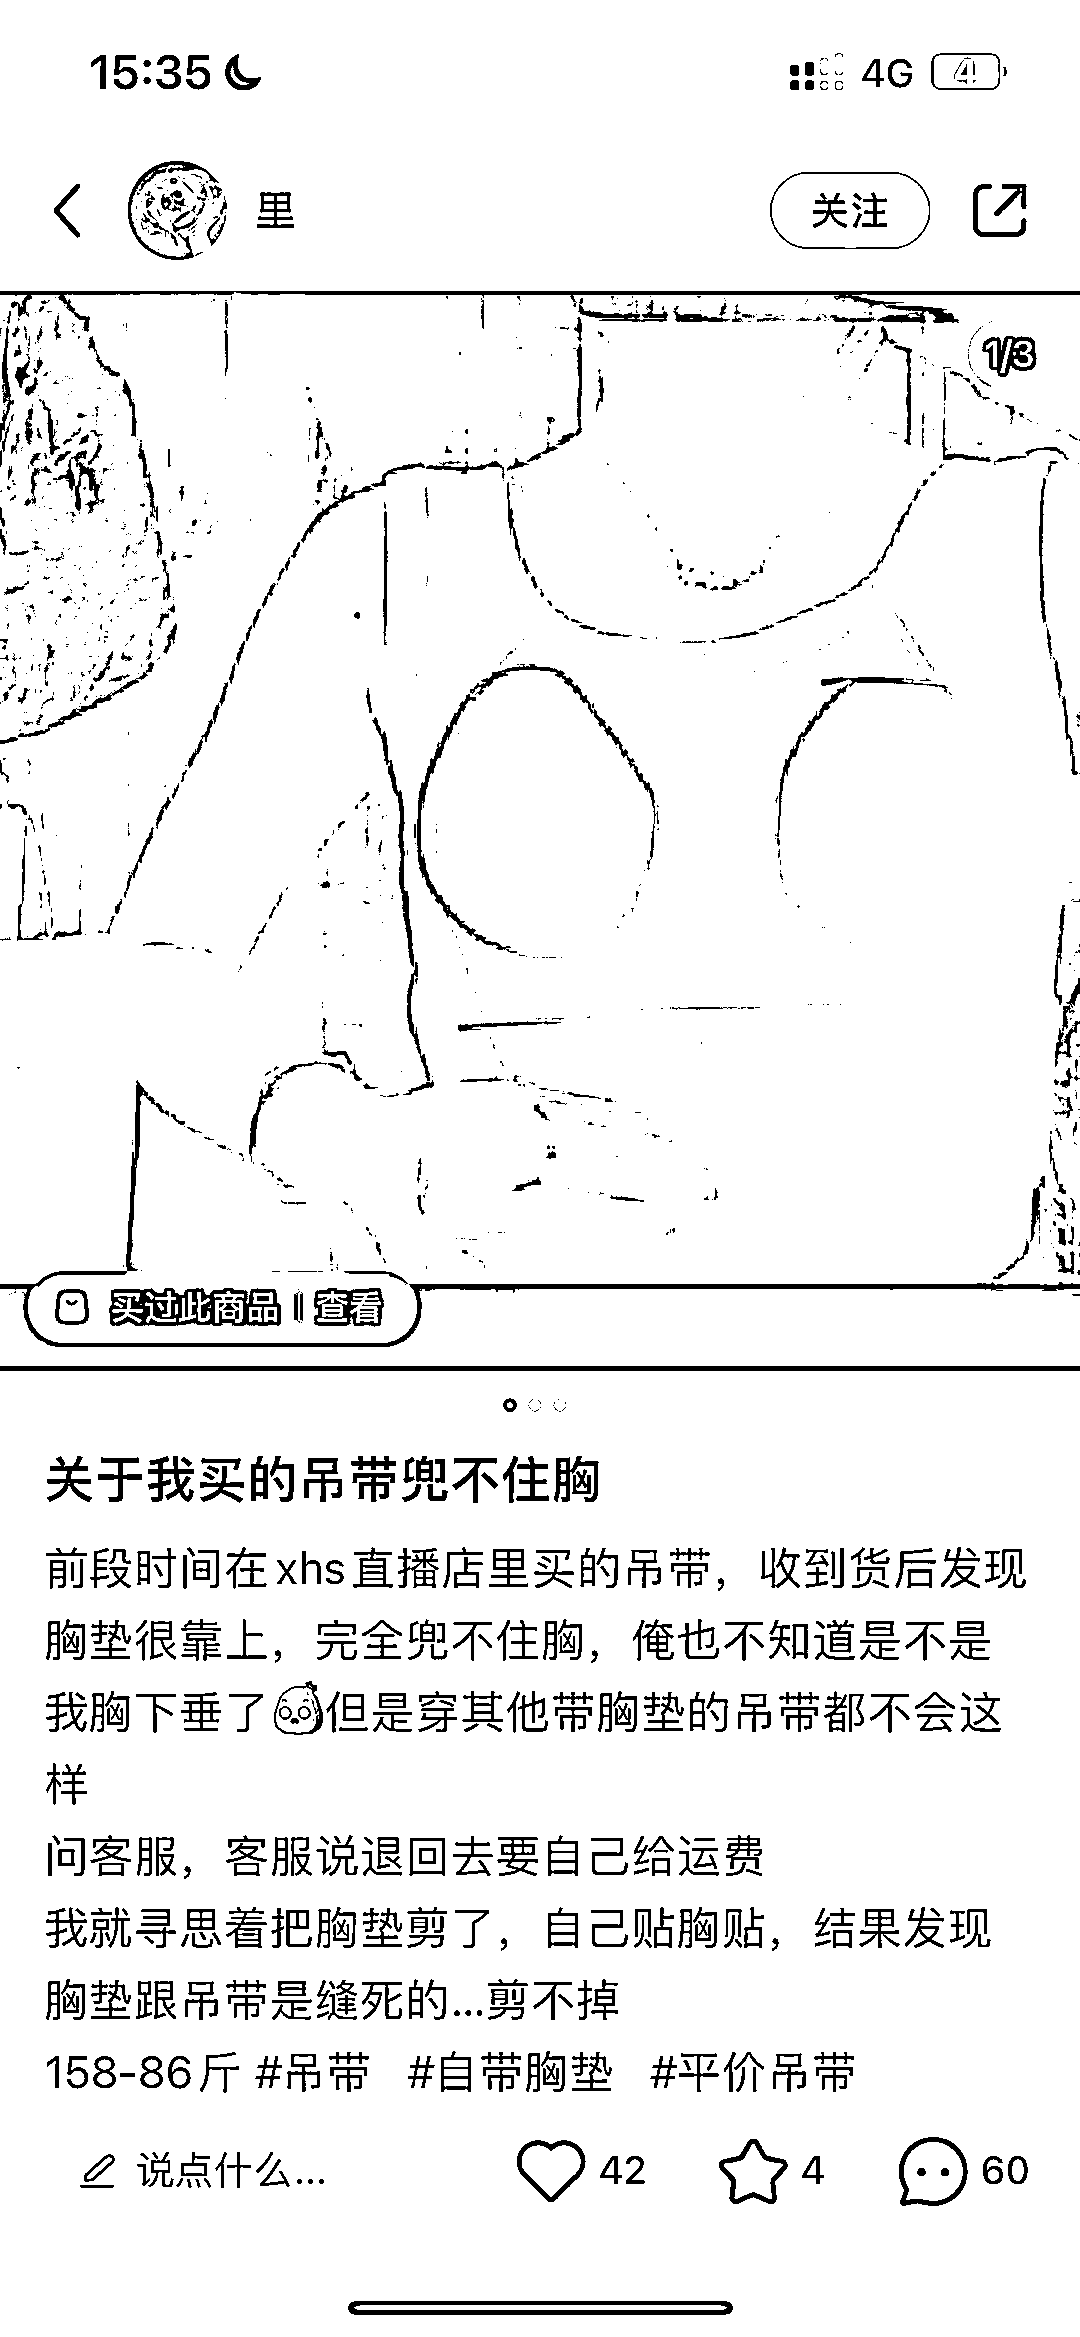 15:35
4G
4!
里
关注
1/3
买过此商品 | 查看
关于我买的吊带兜不住胸
前段时间在xhs直播店里买的吊带，收到货后发现
胸垫很靠上，完全兜不住胸，俺也不知道是不是
我胸下垂了但是穿其他带胸垫的吊带都不会这
样
问客服，客服说退回去要自己给运费
我就寻思着把胸垫剪了，自己贴胸贴，结果发现
胸垫跟吊带是缝死的...剪不掉
158-86斤 #吊带 #自带胸垫 #平价吊带
说点什么...
42
4
60